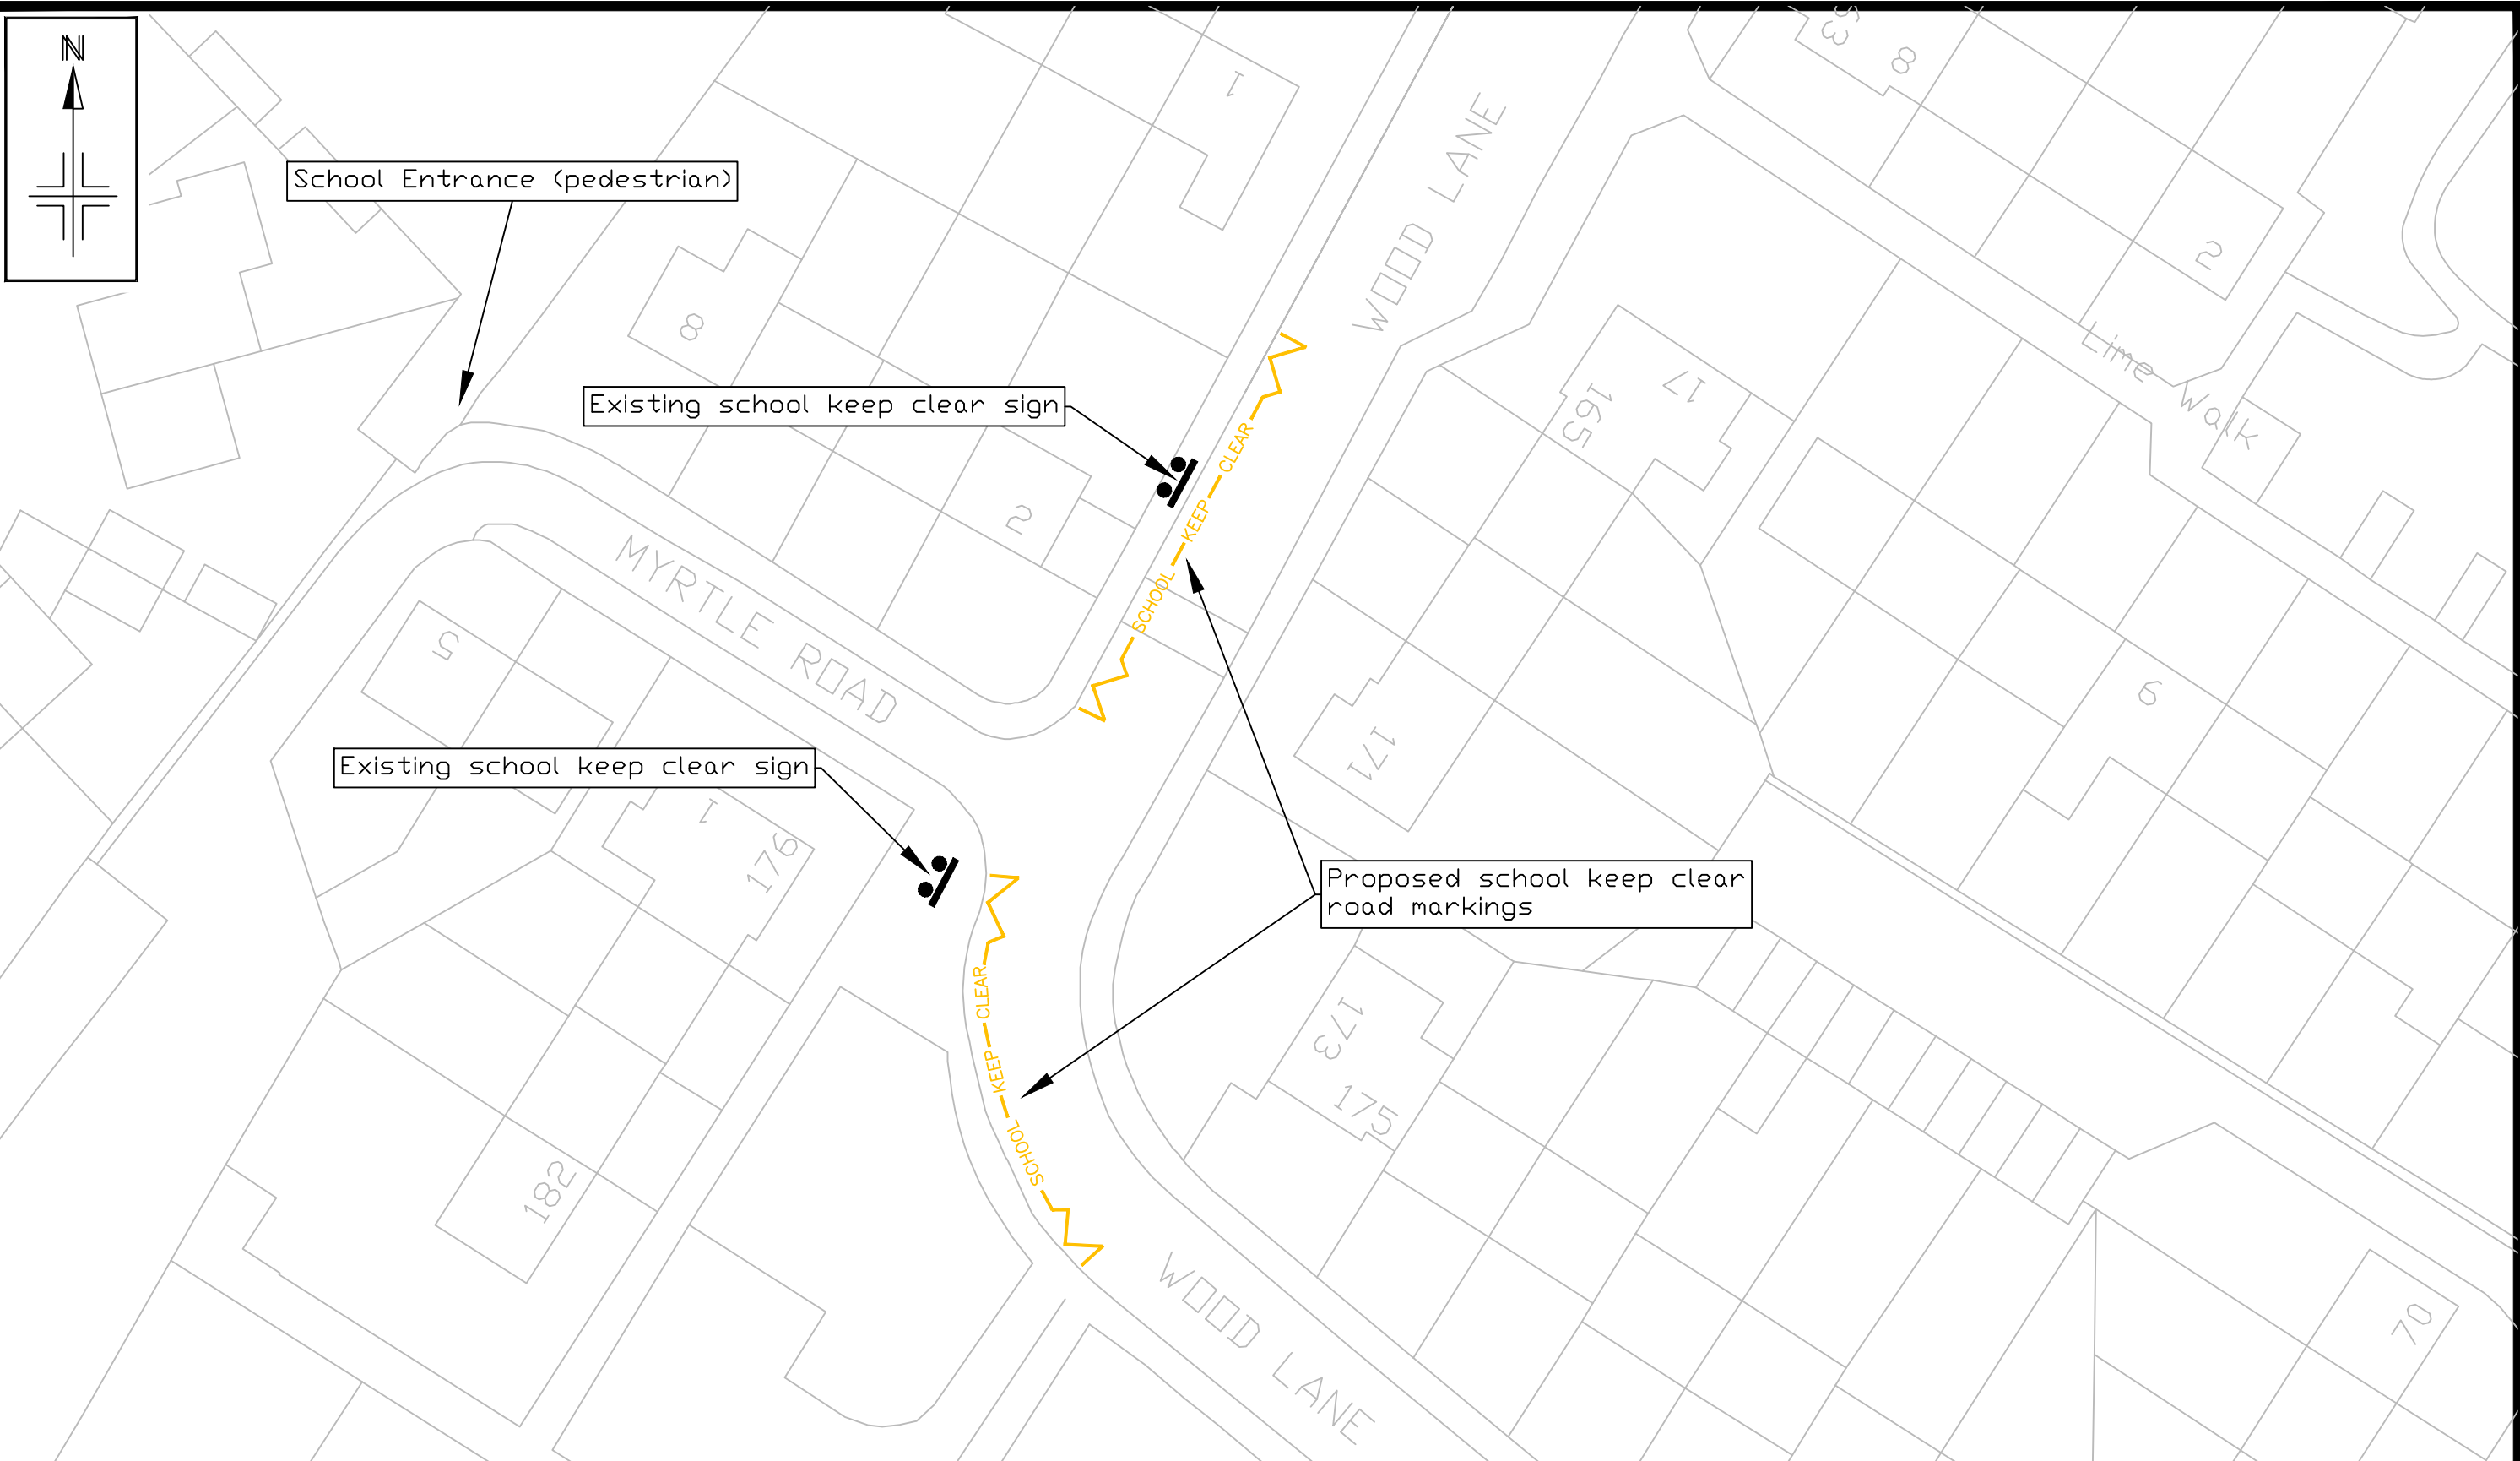 N
School Entrance (pedestrian)
1
8
WOOD LANE
2
8
Existing school keep clear sign
165
17
Lime Walk
SCHOOL KEEP CLEAR
2
MYRTLE ROAD
5
171
6
Existing school keep clear sign
1
176
Proposed school keep clear
road markings
SCHOOL KEEP CLEAR
173
175
182
WOOD LANE
70